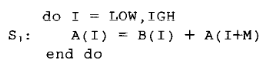 do I = LOW,IGH
S₁: A(I) = B(I) + A(I+M)
end do